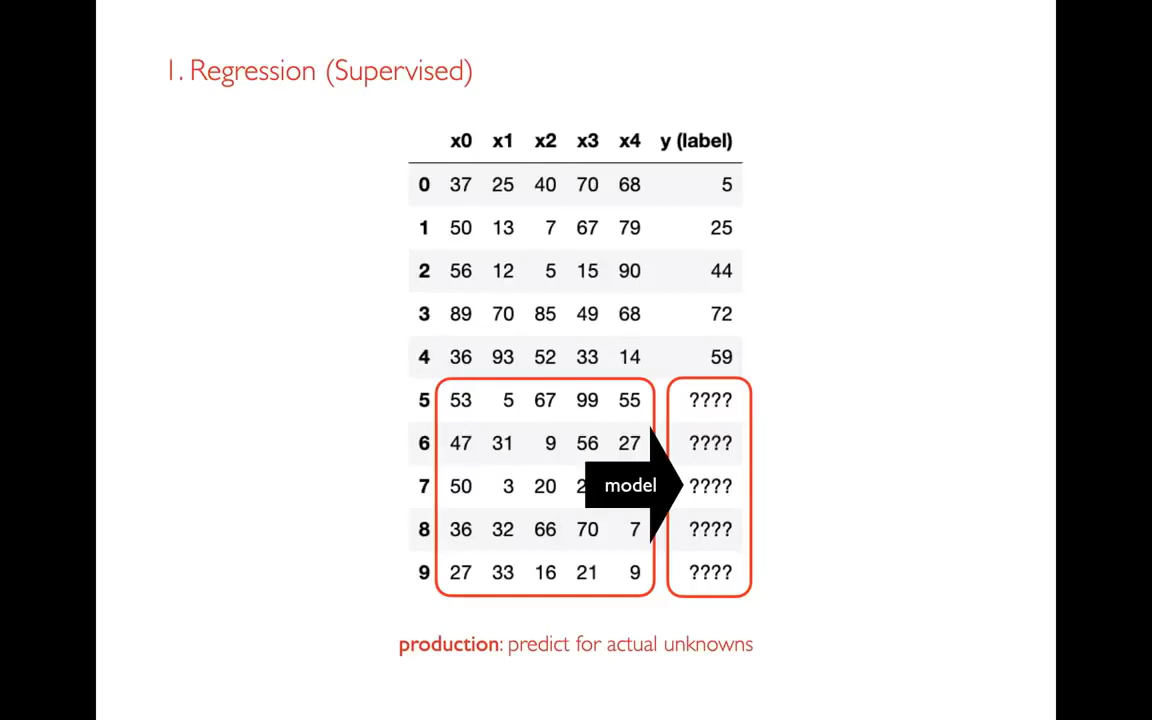 1. Regression (Supervised)
x0 x1 x2 x3 x4 y (label)
0 37 25 40 70 68 5
1 50 13 7 67 79 25
2 56 12 5 15 90 44
3 89 70 85 49 68 72
4 36 93 52 33 14 59
5 53 5 67 99 55 ????
6 47 31 9 56 27 ????
7 50 3 20 model ????
8 36 32 66 70 7 ????
9 27 33 16 21 9 ????
production: predict for actual unknowns